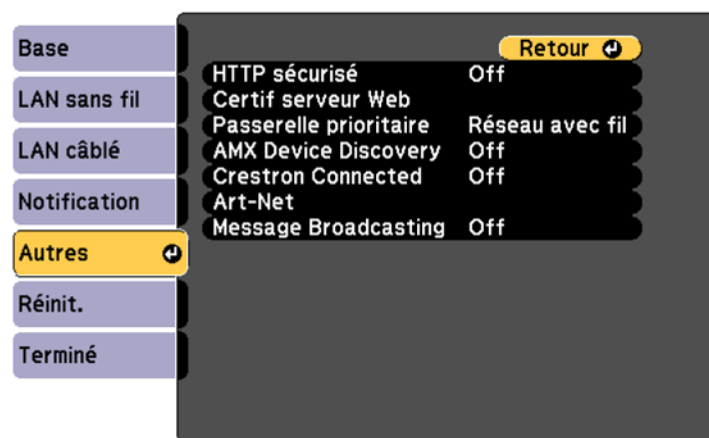 Base
LAN sans fil
LAN câblé
Notification
Autres
Réinit.
Terminé
Retour
HTTP sécurisé Off
Certif serveur Web
Passerelle prioritaire Réseau avec fil
AMX Device Discovery Off
Crestron Connected Off
Art-Net
Message Broadcasting Off